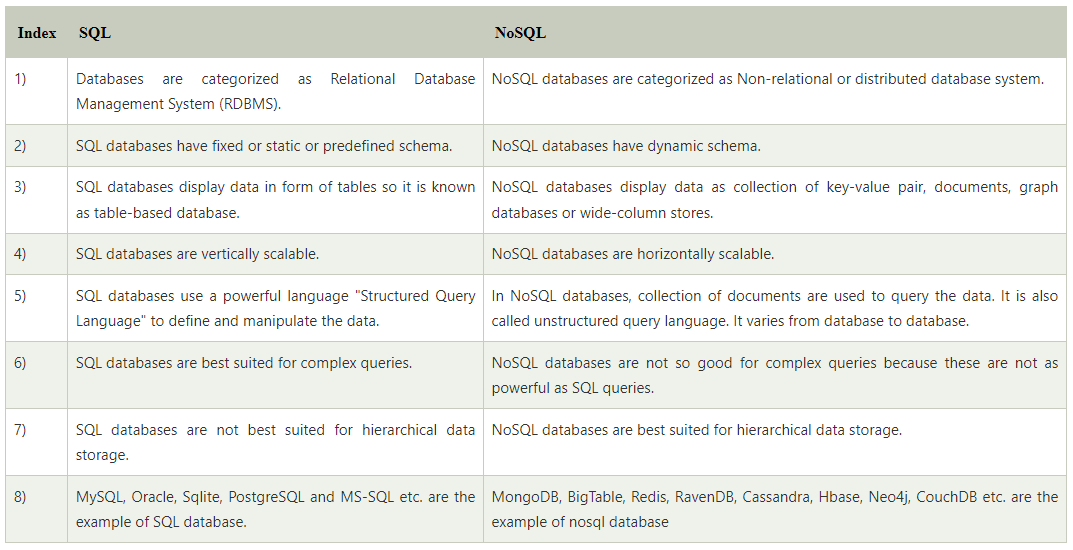 Index SQL NoSQL
1) Databases are categorized as Relational Database
Management System (RDBMS).
NoSQL databases are categorized as Non-relational or distributed database system.
2) SQL databases have fixed or static or predefined schema.
NoSQL databases have dynamic schema.
3) SQL databases display data in form of tables so it is known
as table-based database.
NoSQL databases display data as collection of key-value pair, documents, graph
databases or wide-column stores.
4) SQL databases are vertically scalable.
NoSQL databases are horizontally scalable.
5) SQL databases use a powerful language "Structured Query
Language" to define and manipulate the data.
In NoSQL databases, collection of documents are used to query the data. It is also
called unstructured query language. It varies from database to database.
6) SQL databases are best suited for complex queries.
NoSQL databases are not so good for complex queries because these are not as
powerful as SQL queries.
7) SQL databases are not best suited for hierarchical data
storage.
NoSQL databases are best suited for hierarchical data storage.
8) MySQL, Oracle, Sqlite, PostgreSQL and MS-SQL etc. are the
example of SQL database.
MongoDB, BigTable, Redis, RavenDB, Cassandra, Hbase, Neo4j, CouchDB etc. are the
example of nosql database